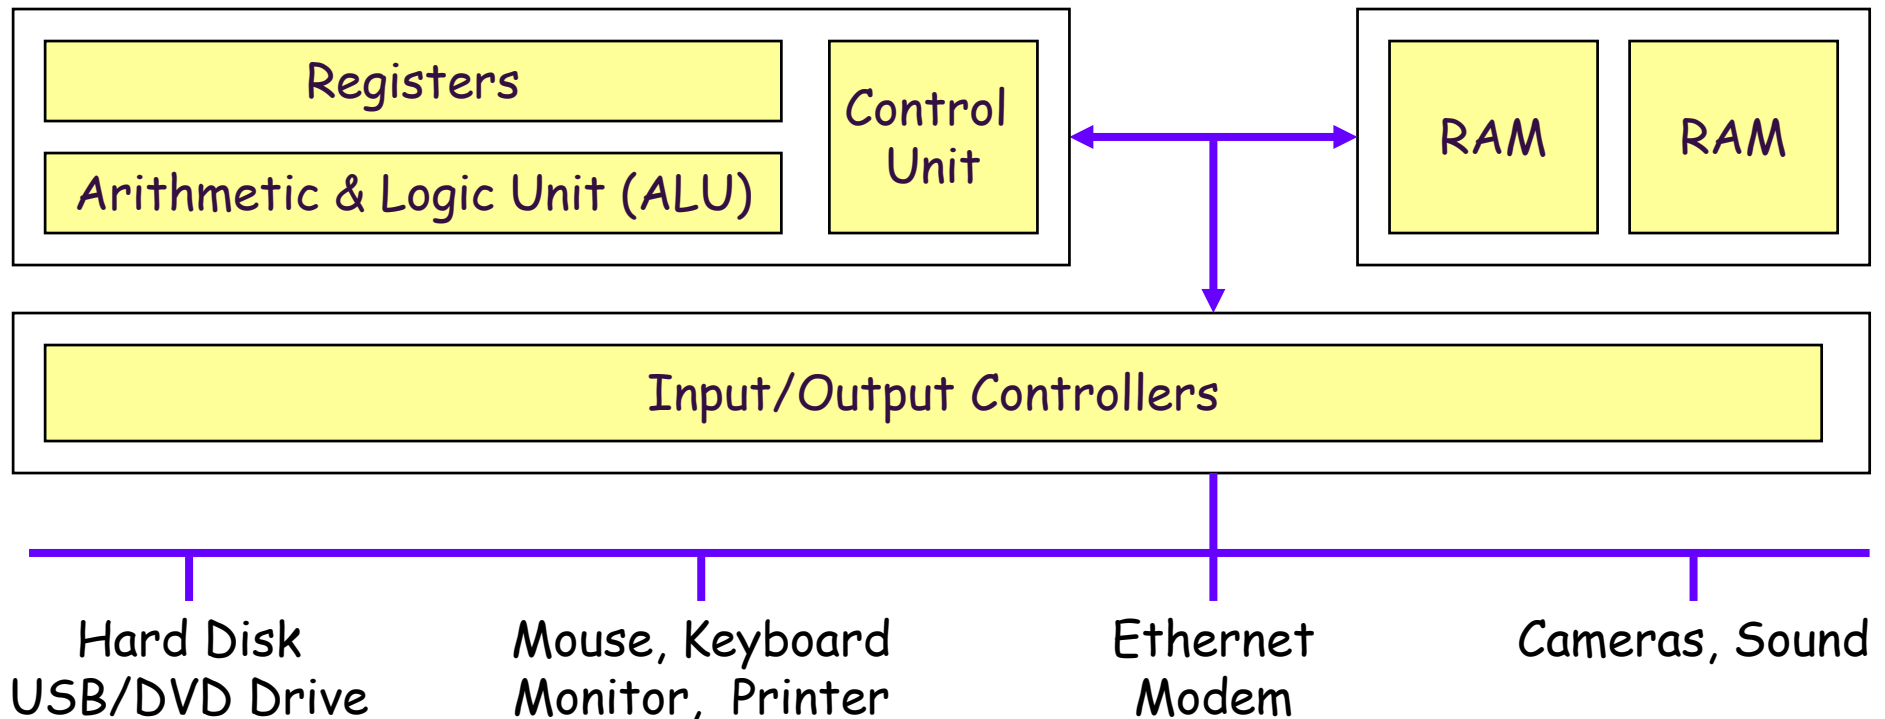 Registers
Arithmetic & Logic Unit (ALU)
Control
Unit
RAM
RAM
Input/Output Controllers
Hard Disk
USB/DVD Drive
Mouse, Keyboard
Monitor, Printer
Ethernet
Modem
Cameras, Sound